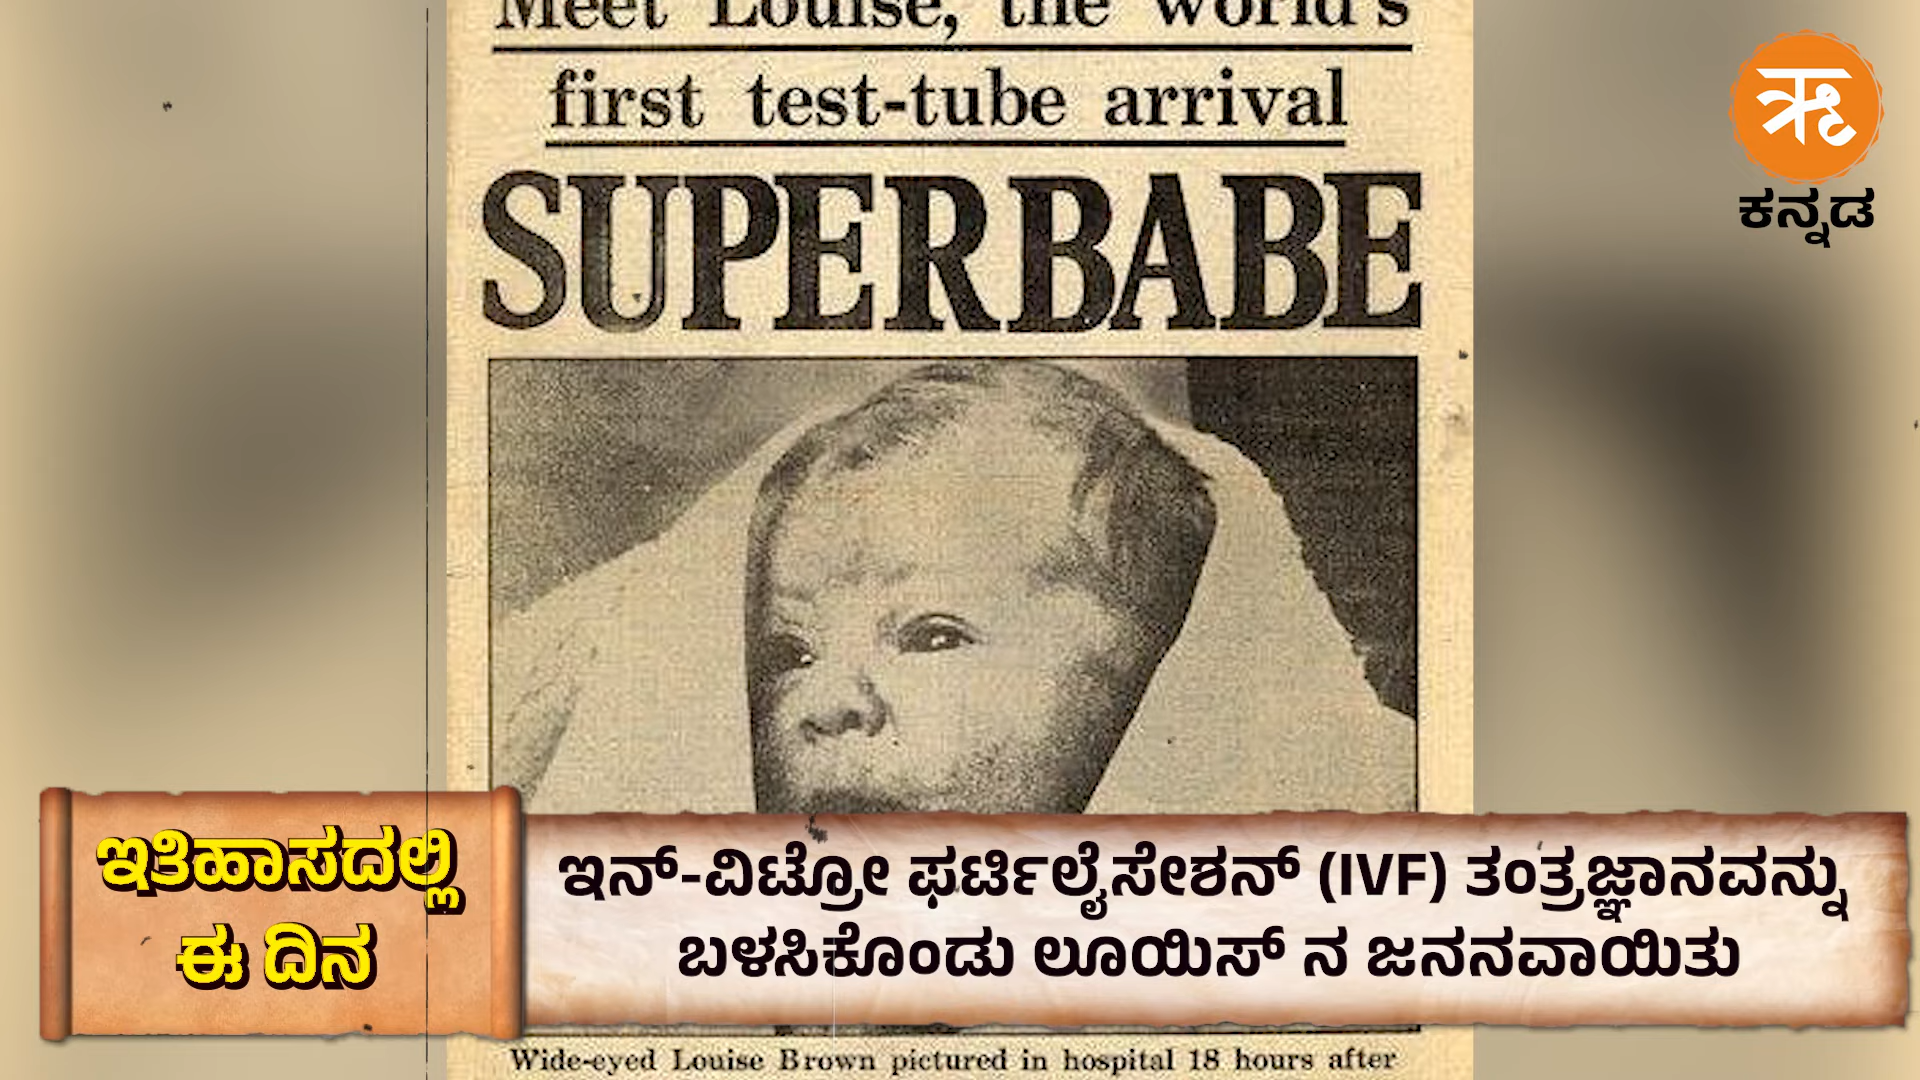 Meet Louise, the world's
first test-tube arrival
SUPERBABE
ऋ
ಕನ್ನಡ
ಇತಿಹಾಸದಲ್ಲಿ
ಈ ದಿನ
ಇನ್-ವಿಟ್ರೋ ಫರ್ಟಿಲೈಸೇಶನ್ (IVF) ತಂತ್ರಜ್ಞಾನವನ್ನು
ಬಳಸಿಕೊಂಡು ಲೂಯಿಸ್ ನ ಜನನವಾಯಿತು
Wide-eyed Louise Brown pictured in hospital 18 hours after